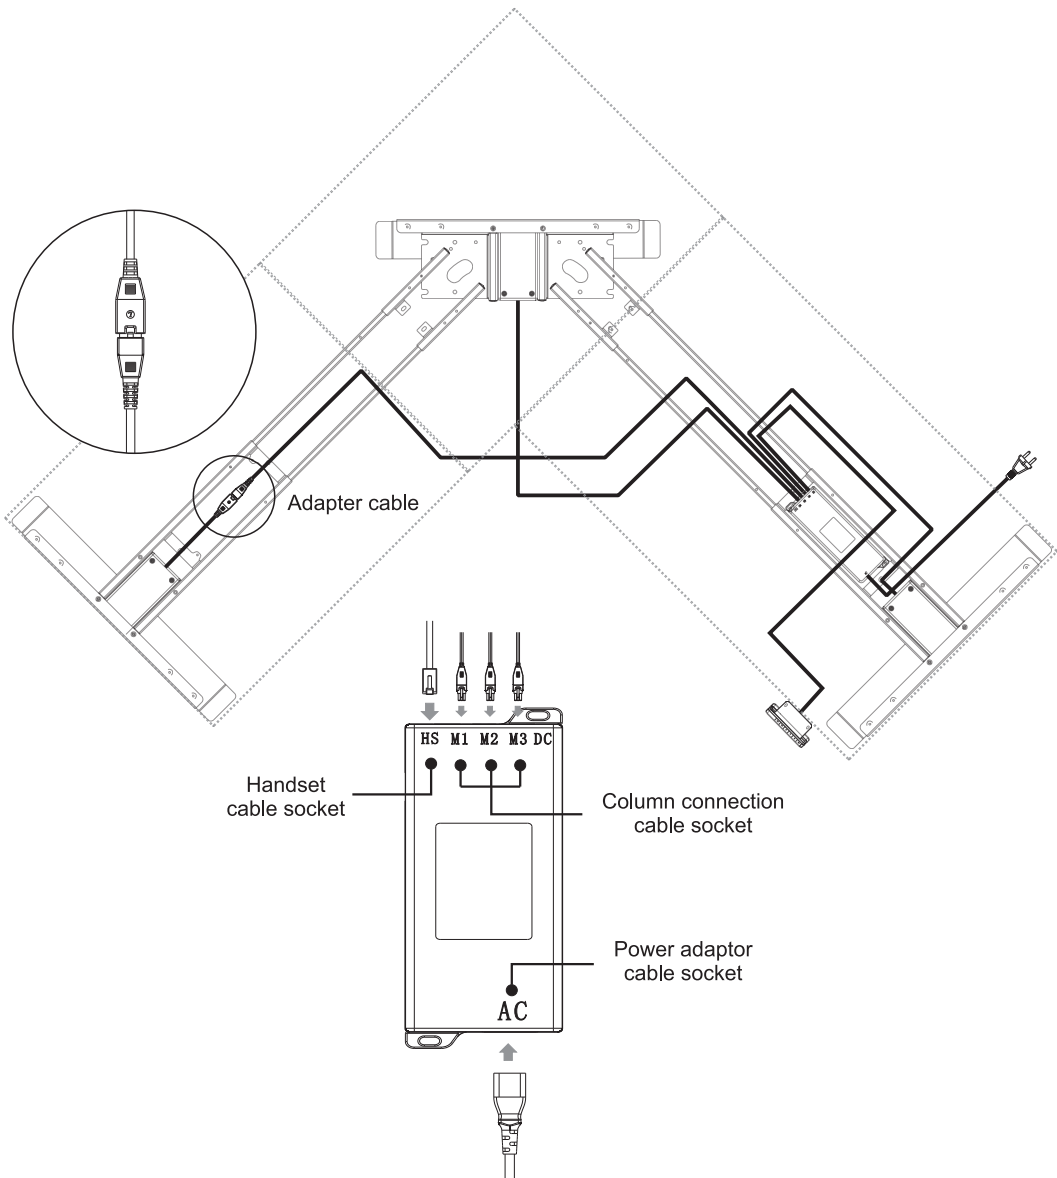 Adapter cable
HS M1 M2 M3 DC
Handset
cable socket
Column connection
cable socket
Power adaptor
cable socket
AC